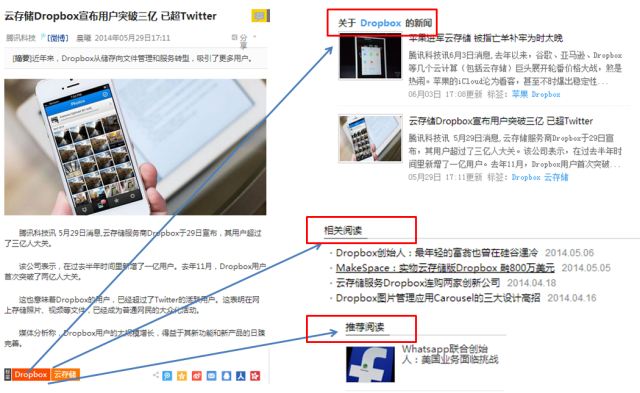 云存储Dropbox宣布用户突破三亿 已超Twitter
腾讯科技 [微博] 晨曦 2014年05月29日17:11
分享
[摘要]近年来，Dropbox从储存向文件管理和服务转型，吸引了更多用户。
Photos
腾讯科技讯 5月29日消息,云存储服务商Dropbox于29日宣布，其用户超过
了三亿人大关。
该公司表示，在过去半年时间里新增了一亿用户。去年11月，Dropbox用户
首次突破了两亿人大关。
这也意味着Dropbox的用户，已经超过了Twitter的活跃用户。这表明在网
上存储照片、视频等文件，已经成为普通网民的大众化活动。
媒体分析称，Dropbox用户的大规模增长，得益于其新功能和新产品的日臻
完善。
标签
Dropbox 云存储
关于 Dropbox 的新闻
苹果进军云存储 被指亡羊补牢为时太晚
腾讯科技讯6月3日消息,去年以来，谷歌、亚马逊、Dropbox
等几个云计算（包括云存储）巨头展开轮番价格大战，煞是
热闹。苹果的iCloud沦为看客，甚至不时爆出稳定性...
06月03日 17:08更新 标签： 苹果 Dropbox
云存储Dropbox宣布用户突破三亿 已超Twitter
腾讯科技讯 5月29日消息,云存储服务商Dropbox于29日宣
布，其用户超过了三亿人大关。该公司表示，在过去半年时
间里新增了一亿用户。去年11月，Dropbox用户首次突破...
05月29日 17:11更新 标签： Dropbox 云存储
相关阅读
· Dropbox创始人：最年轻的富翁也曾在硅谷遇冷 2014.05.06
· MakeSpace：实物云存储版Dropbox 融800万美元 2014.05.05
· 云存储服务Dropbox连购两家创新公司 2014.04.18
· Dropbox图片管理应用Carousel的三大设计高招 2014.04.16
推荐阅读
Whatsapp联合创始
人：美国业务面临挑战